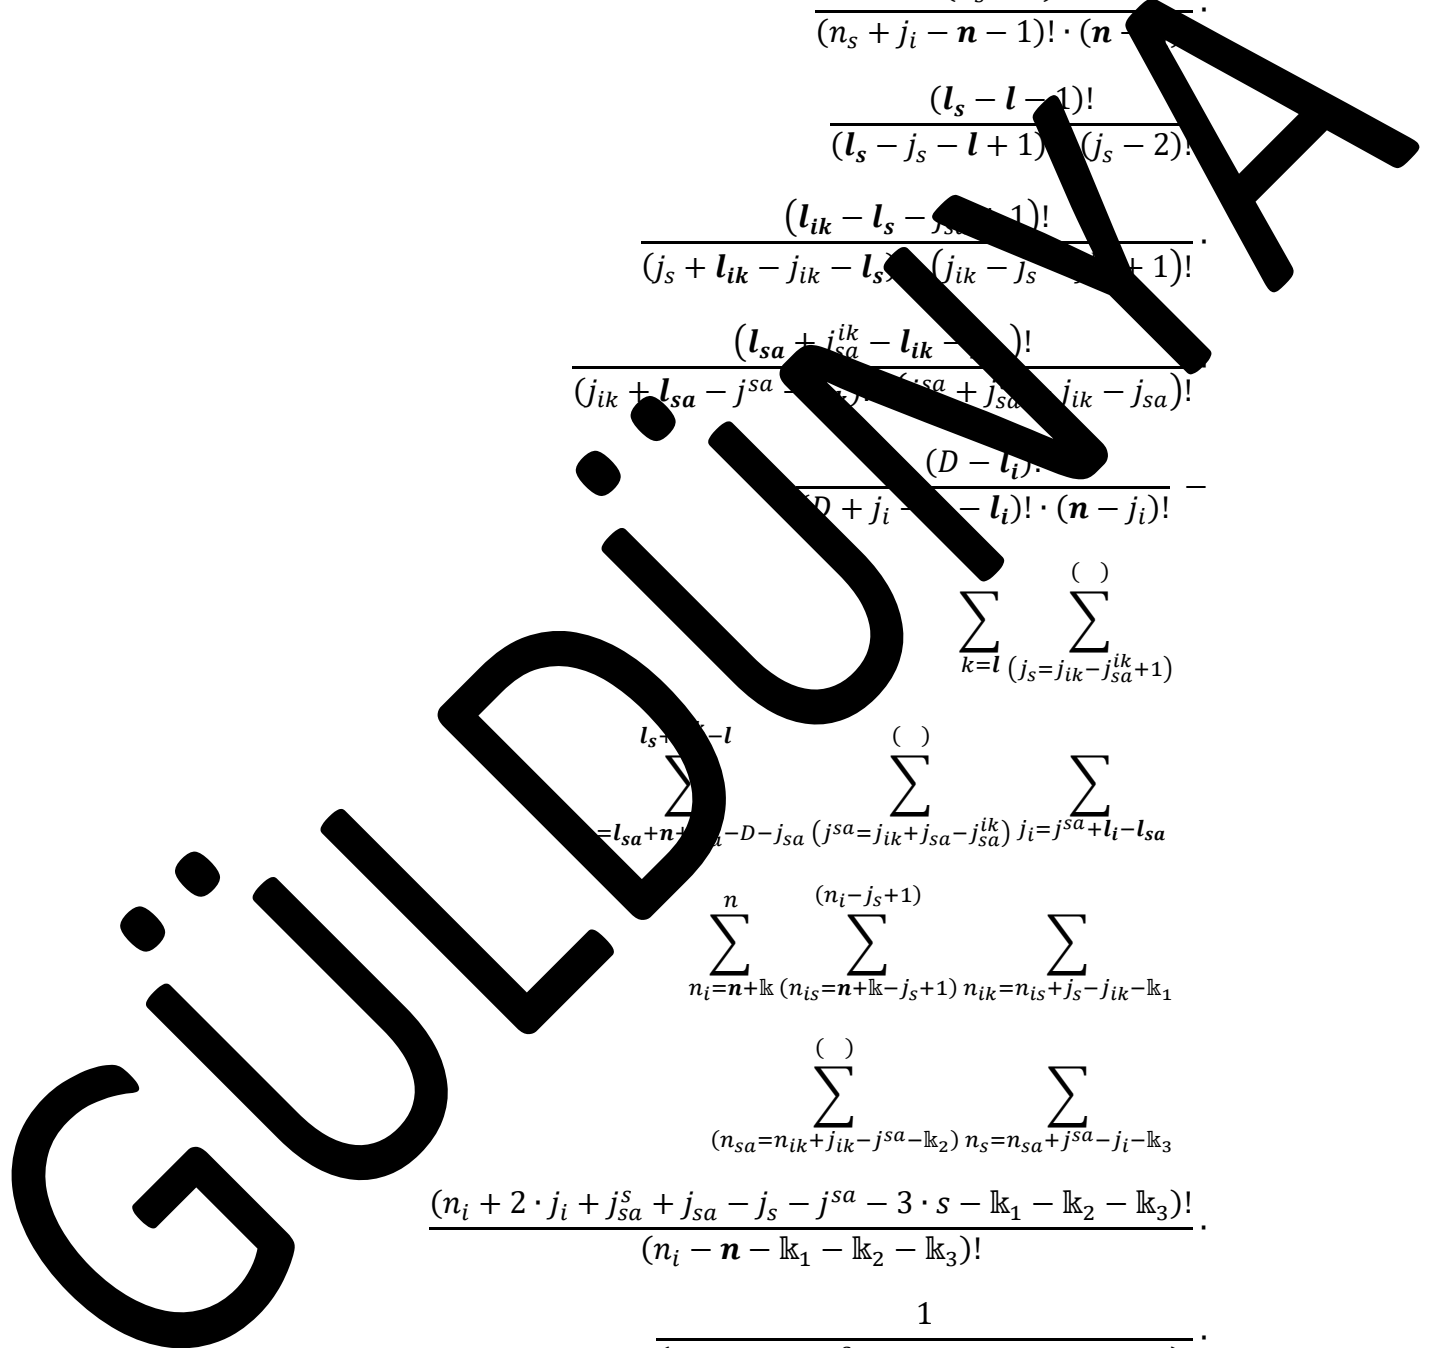 (n_s + j_i − n − 1)! · (n −
(l_s − l − 1)!
(l_s − j_s − l + 1) (j_s − 2)!
(l_ik − l_s − 1)!
(j_s + l_ik − j_ik − l_s) (j_ik − j_s + 1)!
(l_sa + j_sa^ik − l_ik − )!
(j_ik + l_sa − j^sa − )! (j^sa + j_sa j_ik − j_sa)!
(D − l_i)!
(D + j_i − − l_i)! · (n − j_i)! −
( )
∑ ∑
k=l (j_s=j_ik−j_sa^ik+1)
l_s+ −l ( )
∑ ∑ ∑
=l_sa+n+ −D−j_sa (j^sa=j_ik+j_sa−j_sa^ik) j_i=j^sa+l_i−l_sa
n (n_i−j_s+1)
∑ ∑ ∑
n_i=n+𝕜 (n_is=n+𝕜−j_s+1) n_ik=n_is+j_s−j_ik−𝕜_1
( )
∑ ∑
(n_sa=n_ik+j_ik−j^sa−𝕜_2) n_s=n_sa+j^sa−j_i−𝕜_3
(n_i + 2 · j_i + j_sa^s + j_sa − j_s − j^sa − 3 · s − 𝕜_1 − 𝕜_2 − 𝕜_3)! ·
(n_i − n − 𝕜_1 − 𝕜_2 − 𝕜_3)!
1 ·
GÜLDÜNYA